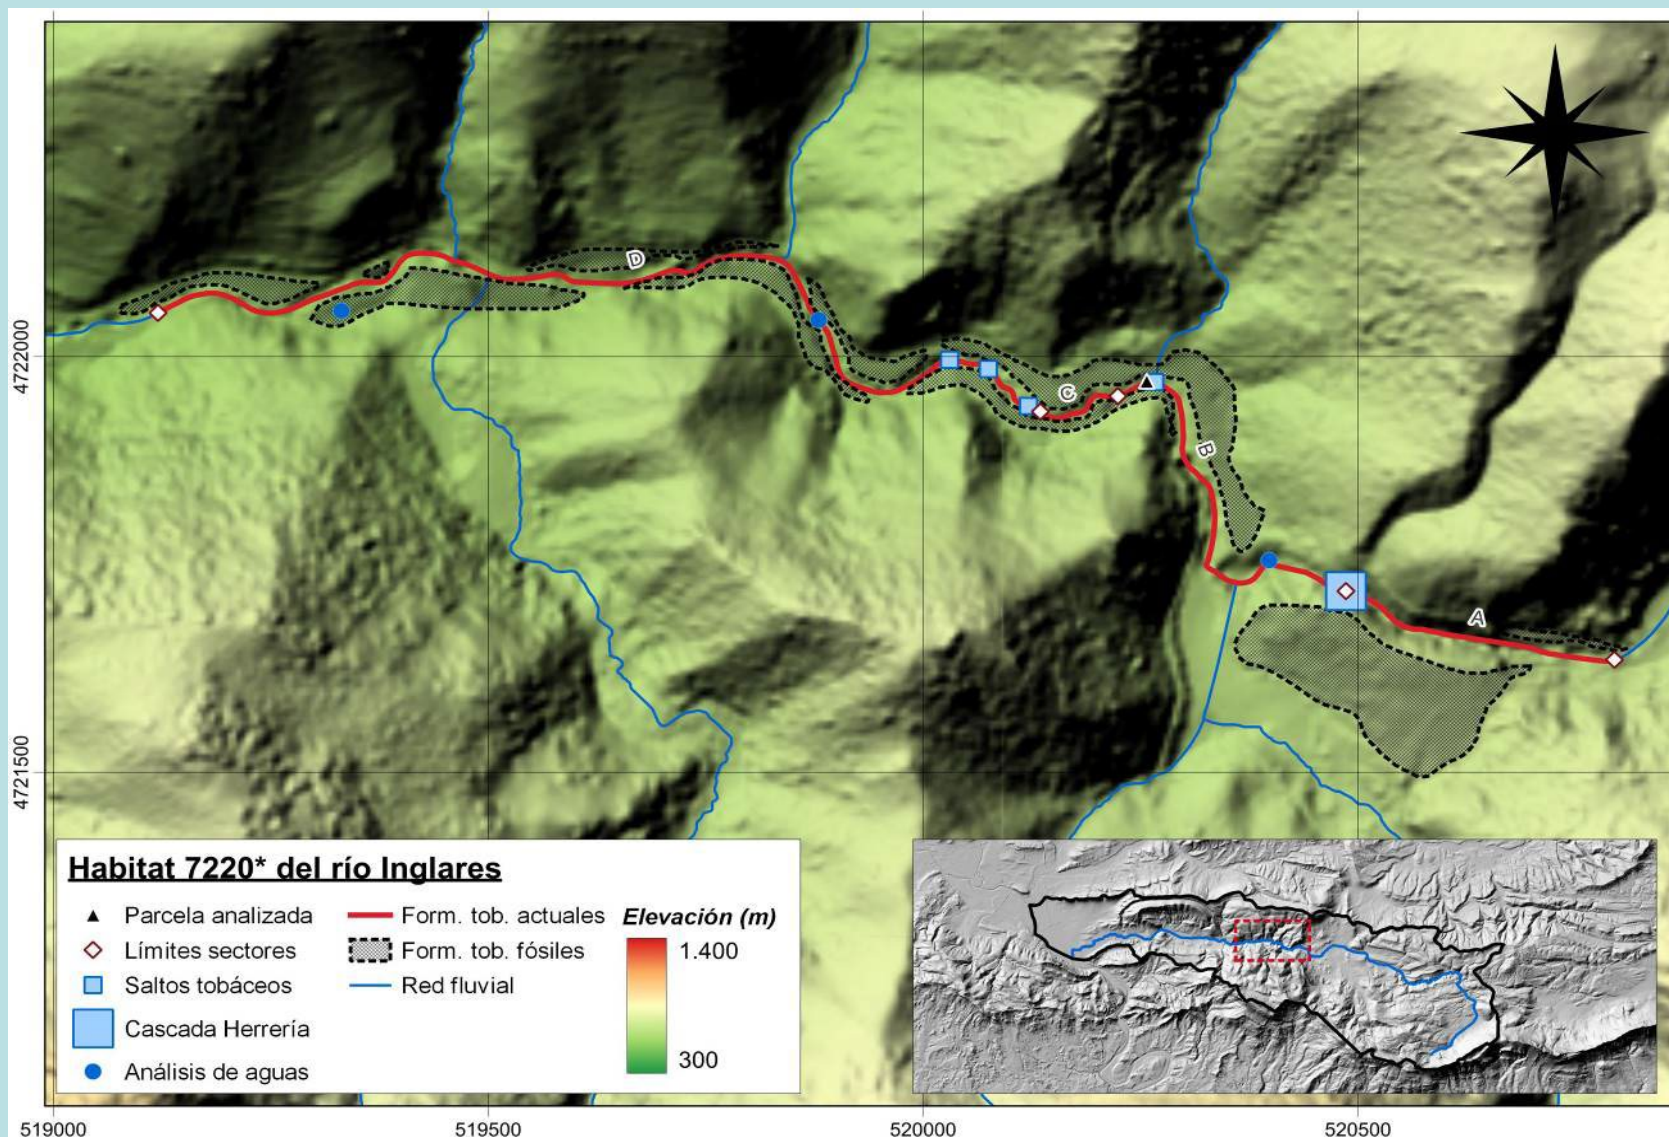 D
C
B
A
4722000
4721500
Habitat 7220* del río Inglares
Parcela analizada
Límites sectores
Saltos tobáceos
Cascada Herrería
Análisis de aguas
Form. tob. actuales
Form. tob. fósiles
Red fluvial
Elevación (m)
1.400
300
519000
519500
520000
520500